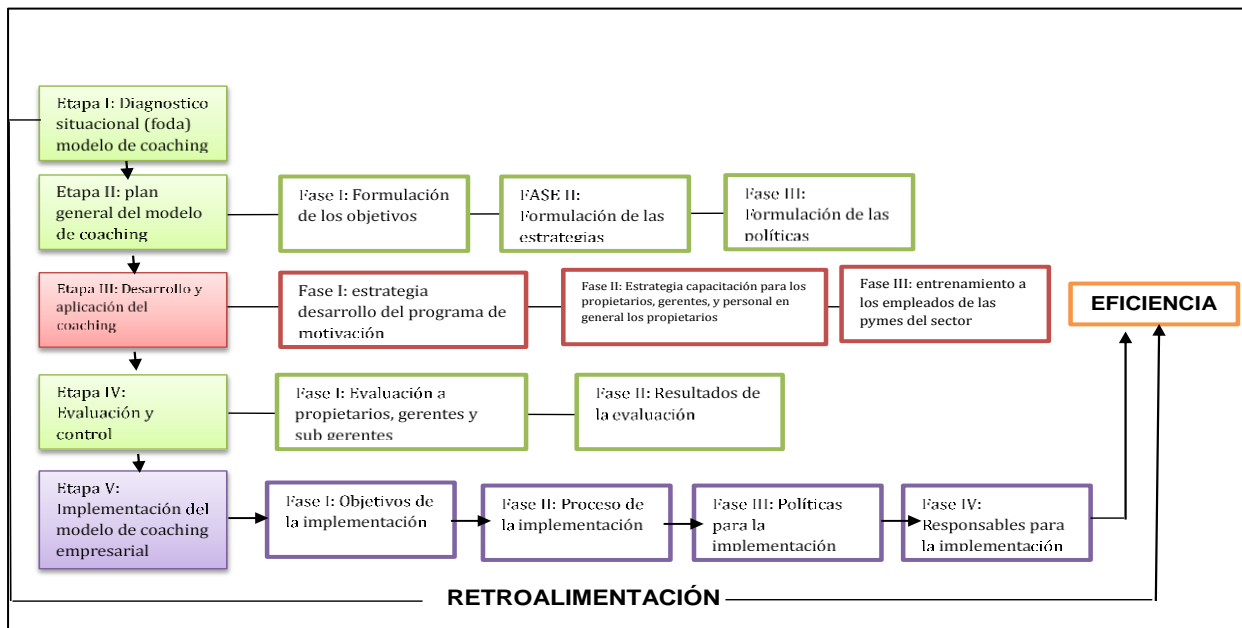 Etapa I: Diagnostico
situacional (foda)
modelo de coaching
Etapa II: plan
general del modelo
de coaching
Fase I: Formulación
de los objetivos
FASE II:
Formulación de las
estrategias
Fase III:
Formulación de las
políticas
Etapa III: Desarrollo y
aplicación del
coaching
Fase I: estrategia
desarrollo del programa de
motivación
Fase II: Estrategia capacitación para los
propietarios, gerentes, y personal en
general los propietarios
Fase III: entrenamiento a
los empleados de las
pymes del sector
EFICIENCIA
Etapa IV:
Evaluación y
control
Fase I: Evaluación a
propietarios, gerentes y
sub gerentes
Fase II: Resultados de
la evaluación
Etapa V:
Implementación del
modelo de coaching
empresarial
Fase I: Objetivos de
la implementación
Fase II: Proceso de
la implementación
Fase III: Políticas
para la
implementación
Fase IV:
Responsables para
la implementación
RETROALIMENTACIÓN